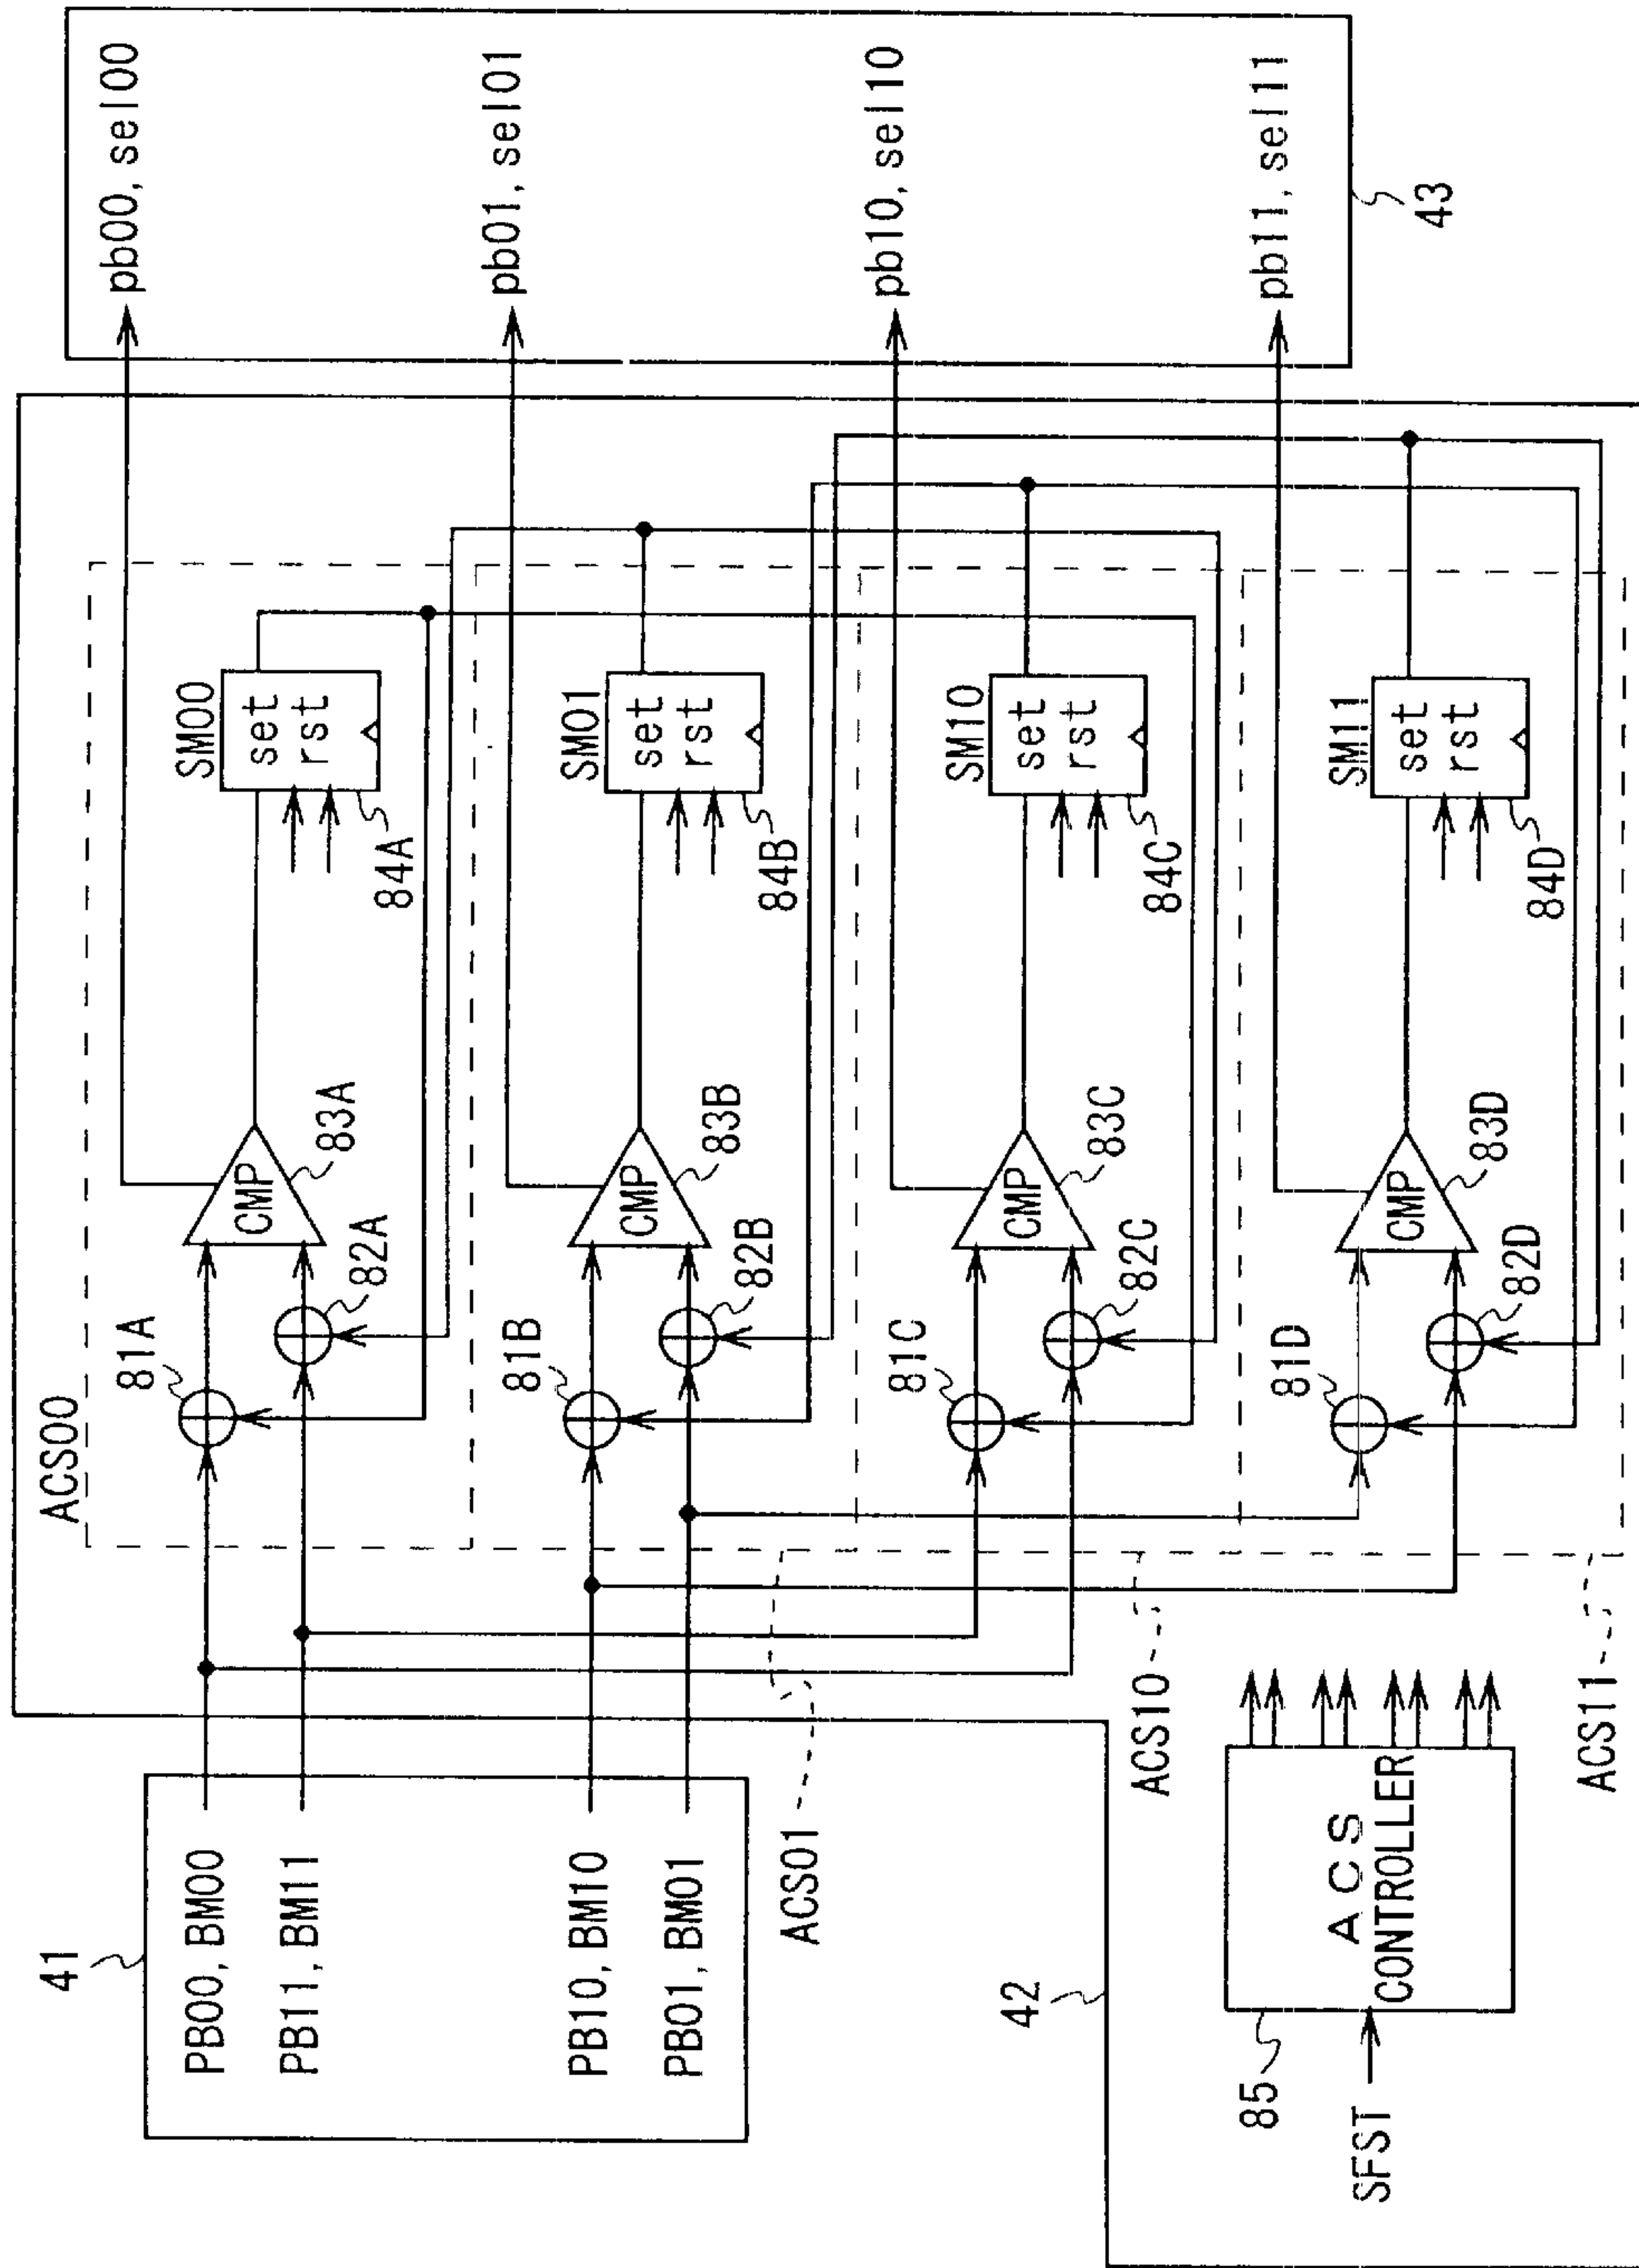 41
PB00, BM00
PB11, BM11
PB10, BM10
PB01, BM01
42
85
SFST
ACS
CONTROLLER
ACS00
81A
82A
CMP
83A
SM00
set
rst
84A
pb00, sel00
ACS01
81B
82B
CMP
83B
SM01
set
rst
84B
pb01, sel01
ACS10
81C
82C
CMP
83C
SM10
set
rst
84C
pb10, sel10
ACS11
81D
82D
CMP
83D
SM11
set
rst
84D
pb11, sel11
43